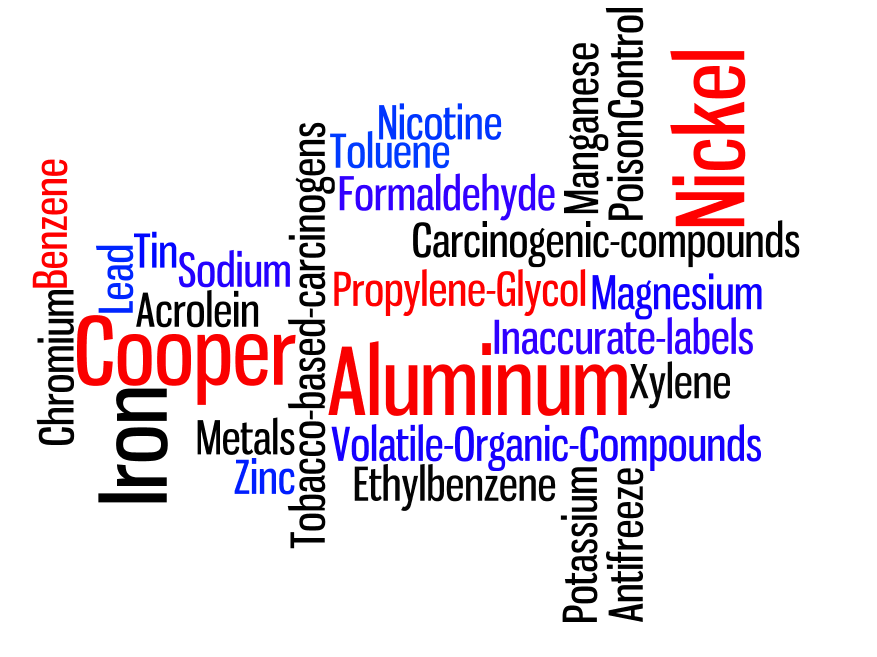 PoisonControl
Manganese
Nickel
Nicotine
Toluene
Tobacco-based-carcinogens
Formaldehyde
Benzene
Carcinogenic-compounds
Tin
Lead
Sodium
Propylene-Glycol
Magnesium
Chromium
Acrolein
Inaccurate-labels
Cooper
Aluminum
Xylene
Iron
Metals
Volatile-Organic-Compounds
Zinc
Ethylbenzene
Potassium
Antifreeze